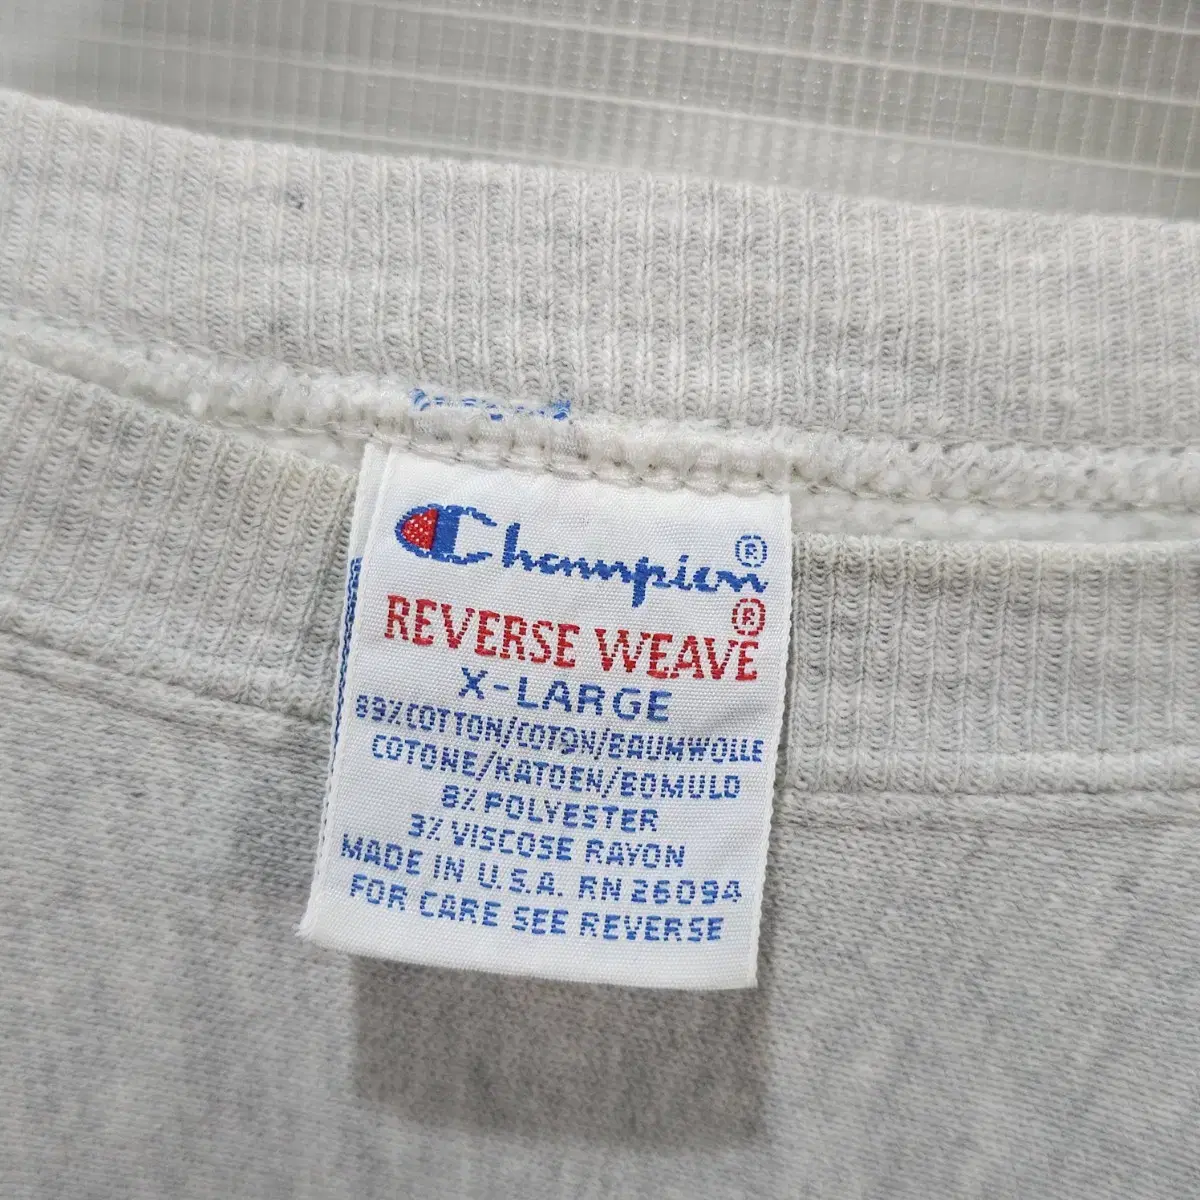 Champion®
REVERSE WEAVE®
X-LARGE
89% COTTON/COTON/BAUMWOLLE
COTONE/KATOEN/BOMULD
8% POLYESTER
3% VISCOSE RAYON
MADE IN U.S.A. RN 26094
FOR CARE SEE REVERSE